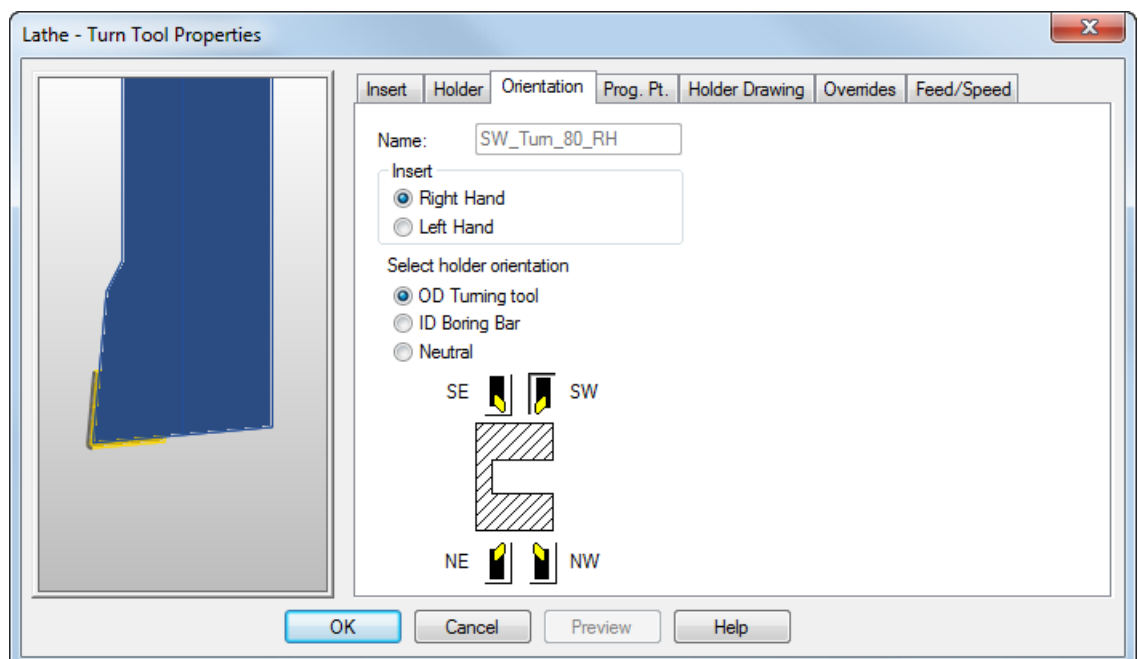 Lathe - Turn Tool Properties
Insert Holder Orientation Prog. Pt. Holder Drawing Overrides Feed/Speed
Name: SW_Turn_80_RH
Insert
Right Hand
Left Hand
Select holder orientation
OD Turning tool
ID Boring Bar
Neutral
SE SW
NE NW
OK Cancel Preview Help